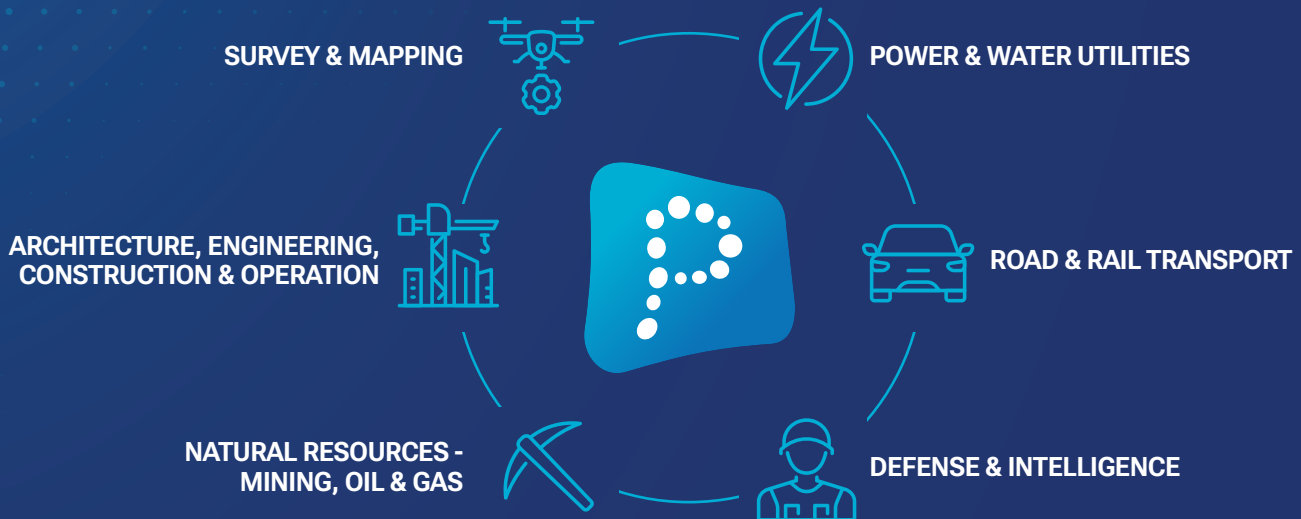 SURVEY & MAPPING
POWER & WATER UTILITIES
ARCHITECTURE, ENGINEERING,
CONSTRUCTION & OPERATION
ROAD & RAIL TRANSPORT
NATURAL RESOURCES -
MINING, OIL & GAS
DEFENSE & INTELLIGENCE
P